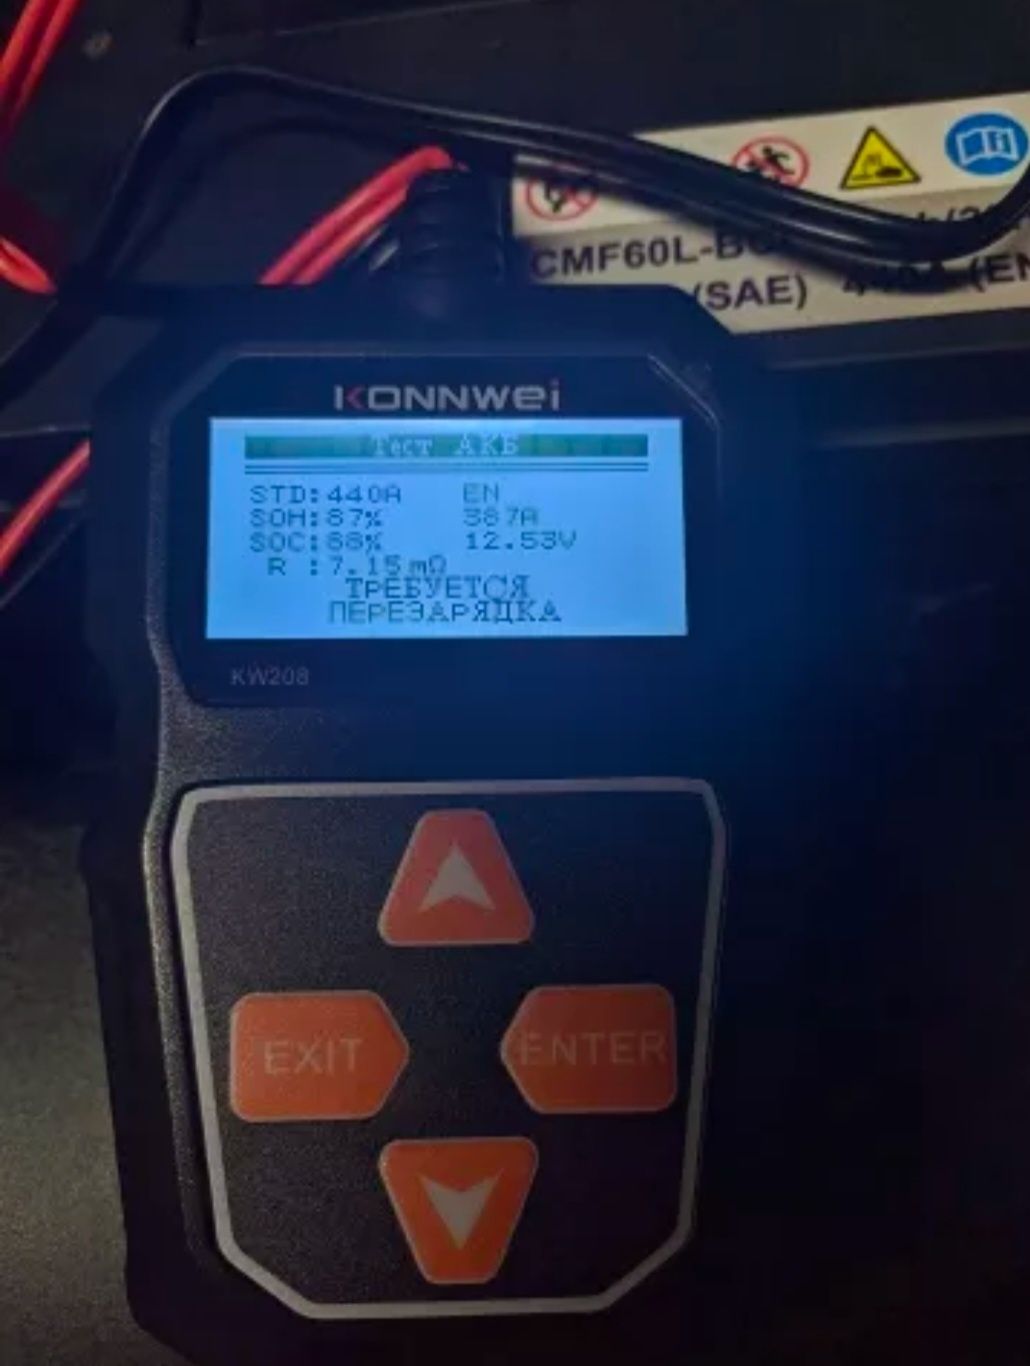 CMF60L-B
(SAE) (EN
KONNWEI
Тест АКБ
STD:440A EN
SOH:87% 387A
SOC:88% 12.53V
R :7.15mΩ
ТРЕБУЕТСЯ
ПЕРЕЗАРЯДКА
KW208
EXIT ENTER